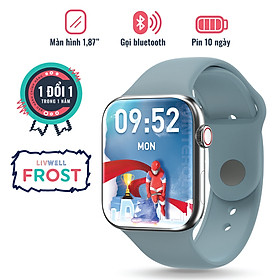 Màn hình 1,87"
Gọi bluetooth
Pin 10 ngày
1 ĐỔI 1
TRONG 1 NĂM
LIVWELL
FROST
09:52
MON